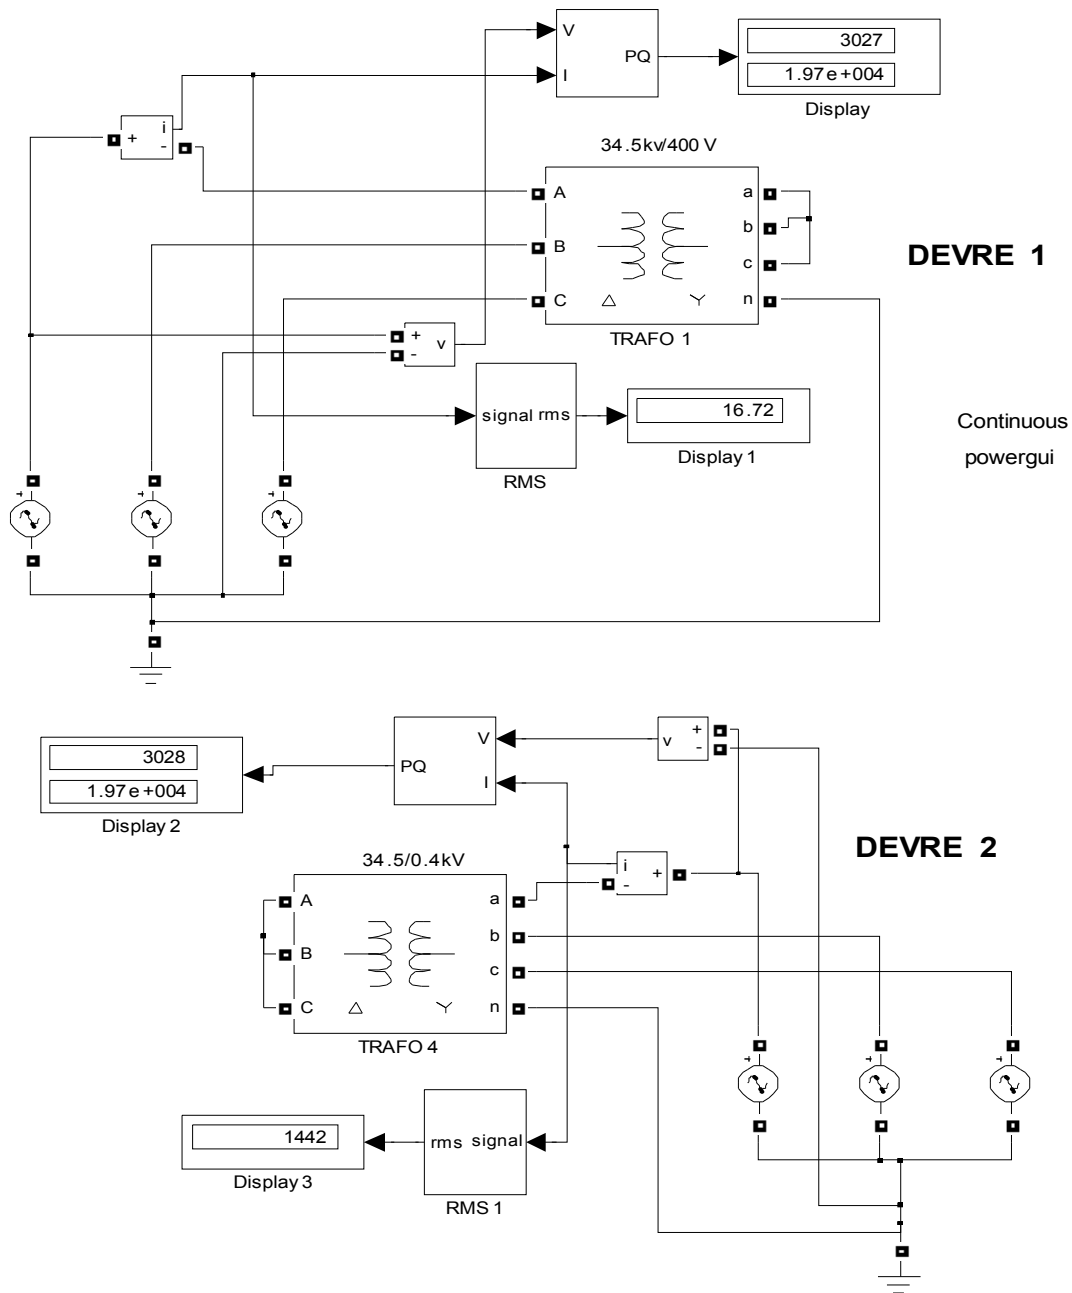 V
PQ
I
3027
1.97e+004
Display
+
i
-
34.5kv/400 V
A
B
C
a
b
c
n
TRAFO 1
DEVRE 1
+
-
v
signal rms
RMS
16.72
Display 1
Continuous
powergui
+
+
+
3028
1.97e+004
Display 2
PQ
V
I
v
+
-
DEVRE 2
34.5/0.4kV
i
-
+
A
B
C
a
b
c
n
TRAFO 4
+
+
+
1442
Display 3
rms signal
RMS 1